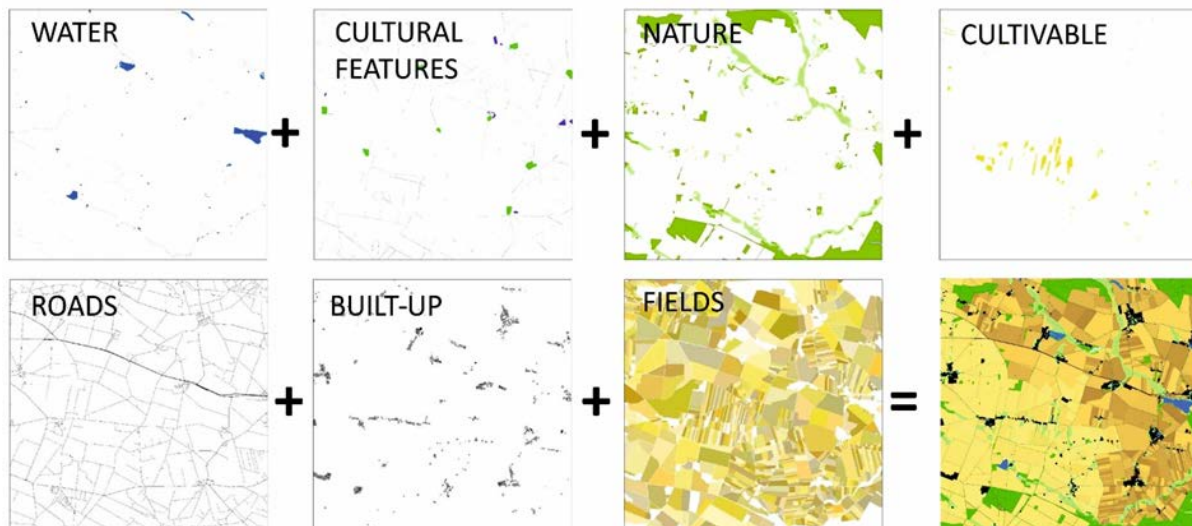 WATER
CULTURAL
FEATURES
NATURE
CULTIVABLE
+
+
+
ROADS
BUILT-UP
FIELDS
+
+
=